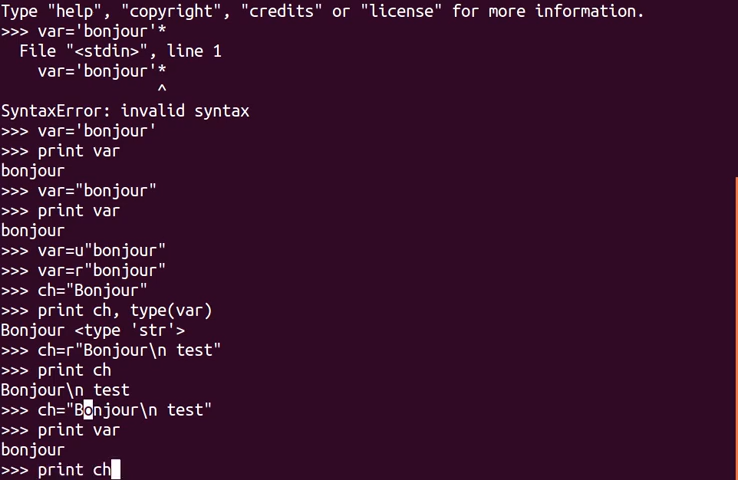 Type "help", "copyright", "credits" or "license" for more information.
>>> var='bonjour'*
  File "<stdin>", line 1
    var='bonjour'*
                 ^
SyntaxError: invalid syntax
>>> var='bonjour'
>>> print var
bonjour
>>> var="bonjour"
>>> print var
bonjour
>>> var=u"bonjour"
>>> var=r"bonjour"
>>> ch="Bonjour"
>>> print ch, type(var)
Bonjour <type 'str'>
>>> ch=r"Bonjour\n test"
>>> print ch
Bonjour\n test
>>> ch="Bonjour\n test"
>>> print var
bonjour
>>> print ch